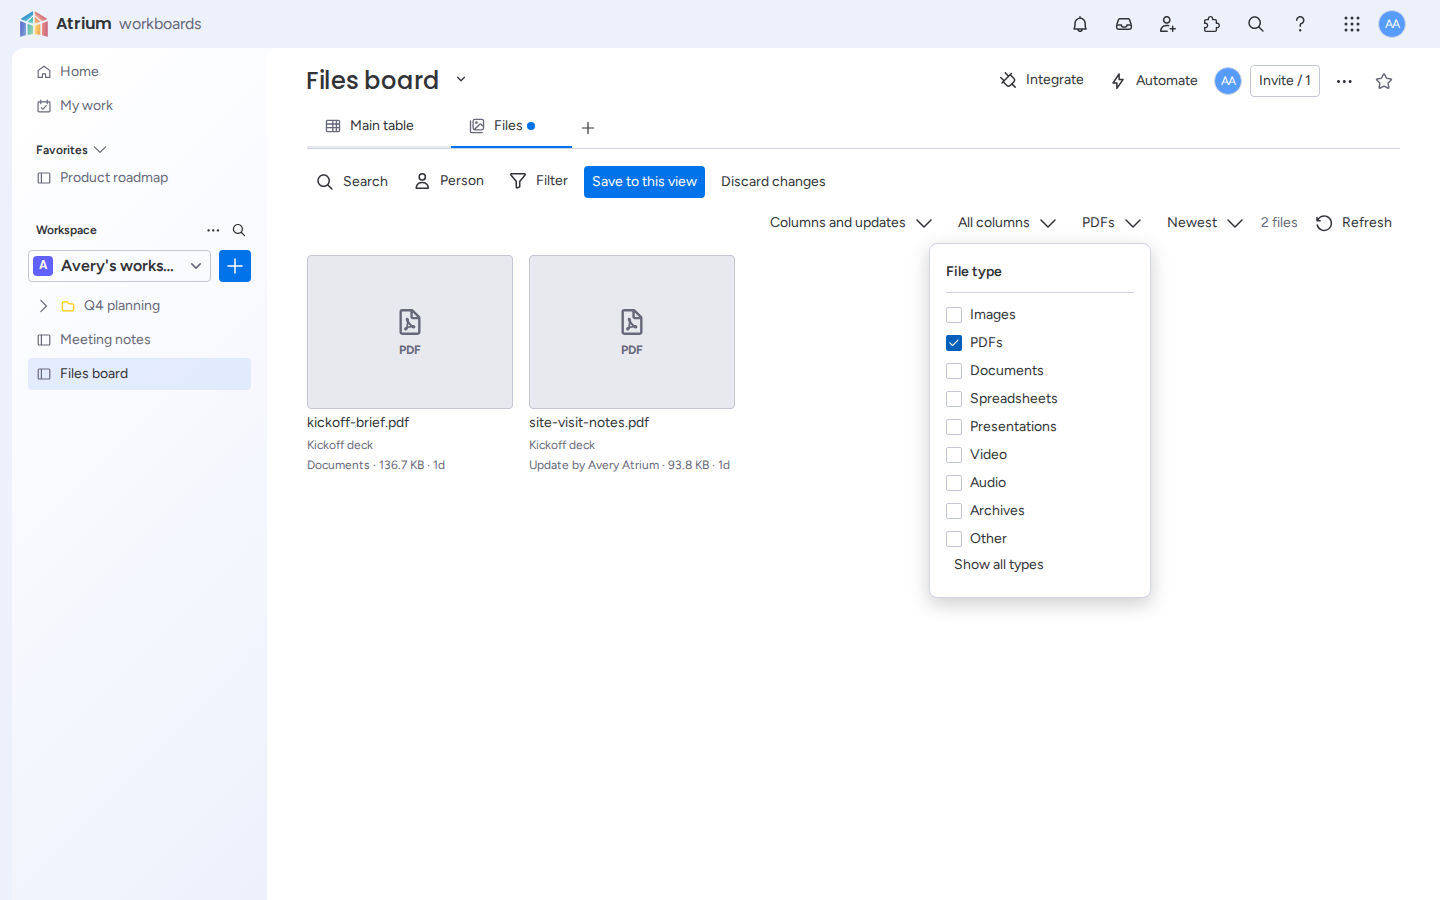 Atrium workboards
AA
Home
My work
Favorites
Product roadmap
Workspace
A Avery's works...
Q4 planning
Meeting notes
Files board
Files board
Integrate
Automate
AA
Invite / 1
Main table
Files
Search
Person
Filter
Save to this view
Discard changes
Columns and updates
All columns
PDFs
Newest
2 files
Refresh
PDF
kickoff-brief.pdf
Kickoff deck
Documents · 136.7 KB · 1d
PDF
site-visit-notes.pdf
Kickoff deck
Update by Avery Atrium · 93.8 KB · 1d
File type
Images
PDFs
Documents
Spreadsheets
Presentations
Video
Audio
Archives
Other
Show all types